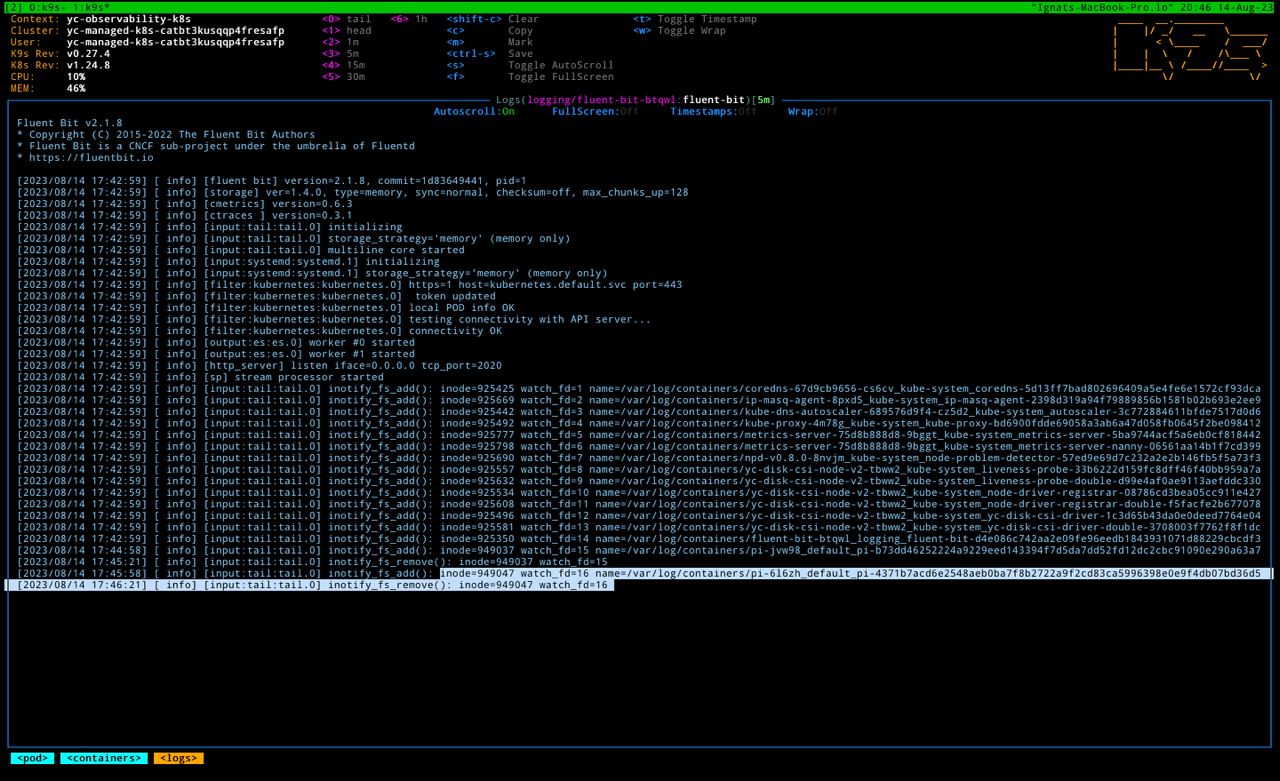 [2] 0:k9s- 1:k9s* "Ignats-MacBook-Pro.lo" 20:46 14-Aug-23
Context: yc-observability-k8s <0> tail <6> 1h <shift-c> Clear <t> Toggle Timestamp
Cluster: yc-managed-k8s-catbt3kusqqp4fresafp <1> head <c> Copy <w> Toggle Wrap
User: yc-managed-k8s-catbt3kusqqp4fresafp <2> 1m <m> Mark
K9s Rev: v0.27.4 <3> 5m <ctrl-s> Save
K8s Rev: v1.24.8 <4> 15m <s> Toggle AutoScroll
CPU: 10% <5> 30m <f> Toggle FullScreen
MEM: 46%
Logs(logging/fluent-bit-btqwl:fluent-bit)[5m]
Autoscroll:On FullScreen:Off Timestamps:Off Wrap:Off
Fluent Bit v2.1.8
* Copyright (C) 2015-2022 The Fluent Bit Authors
* Fluent Bit is a CNCF sub-project under the umbrella of Fluentd
* https://fluentbit.io
[2023/08/14 17:42:59] [ info] [fluent bit] version=2.1.8, commit=1d83649441, pid=1
[2023/08/14 17:42:59] [ info] [storage] ver=1.4.0, type=memory, sync=normal, checksum=off, max_chunks_up=128
[2023/08/14 17:42:59] [ info] [cmetrics] version=0.6.3
[2023/08/14 17:42:59] [ info] [ctraces ] version=0.3.1
[2023/08/14 17:42:59] [ info] [input:tail:tail.0] initializing
[2023/08/14 17:42:59] [ info] [input:tail:tail.0] storage_strategy='memory' (memory only)
[2023/08/14 17:42:59] [ info] [input:tail:tail.0] multiline core started
[2023/08/14 17:42:59] [ info] [input:systemd:systemd.1] initializing
[2023/08/14 17:42:59] [ info] [input:systemd:systemd.1] storage_strategy='memory' (memory only)
[2023/08/14 17:42:59] [ info] [filter:kubernetes:kubernetes.0] https=1 host=kubernetes.default.svc port=443
[2023/08/14 17:42:59] [ info] [filter:kubernetes:kubernetes.0]  token updated
[2023/08/14 17:42:59] [ info] [filter:kubernetes:kubernetes.0] local POD info OK
[2023/08/14 17:42:59] [ info] [filter:kubernetes:kubernetes.0] testing connectivity with API server...
[2023/08/14 17:42:59] [ info] [filter:kubernetes:kubernetes.0] connectivity OK
[2023/08/14 17:42:59] [ info] [output:es:es.0] worker #0 started
[2023/08/14 17:42:59] [ info] [output:es:es.0] worker #1 started
[2023/08/14 17:42:59] [ info] [http_server] listen iface=0.0.0.0 tcp_port=2020
[2023/08/14 17:42:59] [ info] [sp] stream processor started
[2023/08/14 17:42:59] [ info] [input:tail:tail.0] inotify_fs_add(): inode=925425 watch_fd=1 name=/var/log/containers/coredns-67d9cb9656-cs6cv_kube-system_coredns-5d13ff7bad802696409a5e4fe6e1572cf93dca
[2023/08/14 17:42:59] [ info] [input:tail:tail.0] inotify_fs_add(): inode=925669 watch_fd=2 name=/var/log/containers/ip-masq-agent-8pxd5_kube-system_ip-masq-agent-2398d319a94f79889856b1581b02b693e2ee9
[2023/08/14 17:42:59] [ info] [input:tail:tail.0] inotify_fs_add(): inode=925442 watch_fd=3 name=/var/log/containers/kube-dns-autoscaler-689576d9f4-cz5d2_kube-system_autoscaler-3c772884611bfde7517d0d6
[2023/08/14 17:42:59] [ info] [input:tail:tail.0] inotify_fs_add(): inode=925492 watch_fd=4 name=/var/log/containers/kube-proxy-4m78g_kube-system_kube-proxy-bd6900fdde69058a3ab6a47d058fb0645f2be098412
[2023/08/14 17:42:59] [ info] [input:tail:tail.0] inotify_fs_add(): inode=925777 watch_fd=5 name=/var/log/containers/metrics-server-75d8b888d8-9bggt_kube-system_metrics-server-5ba9744acf5a6eb0cf818442
[2023/08/14 17:42:59] [ info] [input:tail:tail.0] inotify_fs_add(): inode=925798 watch_fd=6 name=/var/log/containers/metrics-server-75d8b888d8-9bggt_kube-system_metrics-server-nanny-06561aa4aeb14b1f7cd399
[2023/08/14 17:42:59] [ info] [input:tail:tail.0] inotify_fs_add(): inode=925690 watch_fd=7 name=/var/log/containers/npd-v0.8.0-8nvjm_kube-system_node-problem-detector-57ed9e69d7c232a2e2b146fb5f5a73f3
[2023/08/14 17:42:59] [ info] [input:tail:tail.0] inotify_fs_add(): inode=925557 watch_fd=8 name=/var/log/containers/yc-disk-csi-node-v2-tbww2_kube-system_liveness-probe-33b6222d159fc8dff46f40bb959a7a
[2023/08/14 17:42:59] [ info] [input:tail:tail.0] inotify_fs_add(): inode=925632 watch_fd=9 name=/var/log/containers/yc-disk-csi-node-v2-tbww2_kube-system_liveness-probe-double-d99e4af0ae9113aefddc330
[2023/08/14 17:42:59] [ info] [input:tail:tail.0] inotify_fs_add(): inode=925534 watch_fd=10 name=/var/log/containers/yc-disk-csi-node-v2-tbww2_kube-system_node-driver-registrar-08786cd3bea05cc911e427
[2023/08/14 17:42:59] [ info] [input:tail:tail.0] inotify_fs_add(): inode=925608 watch_fd=11 name=/var/log/containers/yc-disk-csi-node-v2-tbww2_kube-system_node-driver-registrar-double-f5facfe2b677078
[2023/08/14 17:42:59] [ info] [input:tail:tail.0] inotify_fs_add(): inode=925496 watch_fd=12 name=/var/log/containers/yc-disk-csi-node-v2-tbww2_kube-system_yc-disk-csi-driver-1c3d65b43da0e0deed7764e04
[2023/08/14 17:42:59] [ info] [input:tail:tail.0] inotify_fs_add(): inode=925581 watch_fd=13 name=/var/log/containers/yc-disk-csi-node-v2-tbww2_kube-system_yc-disk-csi-driver-double-3708003f7762f8f1dc
[2023/08/14 17:42:59] [ info] [input:tail:tail.0] inotify_fs_add(): inode=925350 watch_fd=14 name=/var/log/containers/fluent-bit-btqwl_logging_fluent-bit-d4e086c742aa2e09fe96eedb1843931071d88229cbcdf3
[2023/08/14 17:44:58] [ info] [input:tail:tail.0] inotify_fs_add(): inode=949037 watch_fd=15 name=/var/log/containers/pi-jvw98_default_pi-b73dd46252224a9229eed143394f7d5da7dd52fd12dc2cbc91090e290a63a7
[2023/08/14 17:45:21] [ info] [input:tail:tail.0] inotify_fs_remove(): inode=949037 watch_fd=15
[2023/08/14 17:45:58] [ info] [input:tail:tail.0] inotify_fs_add(): inode=949047 watch_fd=16 name=/var/log/containers/pi-6l6zh_default_pi-4371b7acd6e2548aeb0ba7f8b2722a9f2cd83ca5996398e0e9f4db07bd36d5
[2023/08/14 17:46:21] [ info] [input:tail:tail.0] inotify_fs_remove(): inode=949047 watch_fd=16
<pod> <containers> <logs>